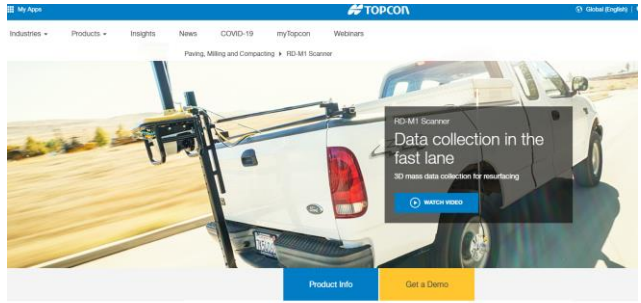 My Apps
TOPCON
Global (English)
Industries
Products
Insights
News
COVID-19
myTopcon
Webinars
Paving, Milling and Compacting
RD-M1 Scanner
RD-M1 Scanner
Data collection in the
fast lane
3D mass data collection for resurfacing
WATCH VIDEO
Product Info
Get a Demo